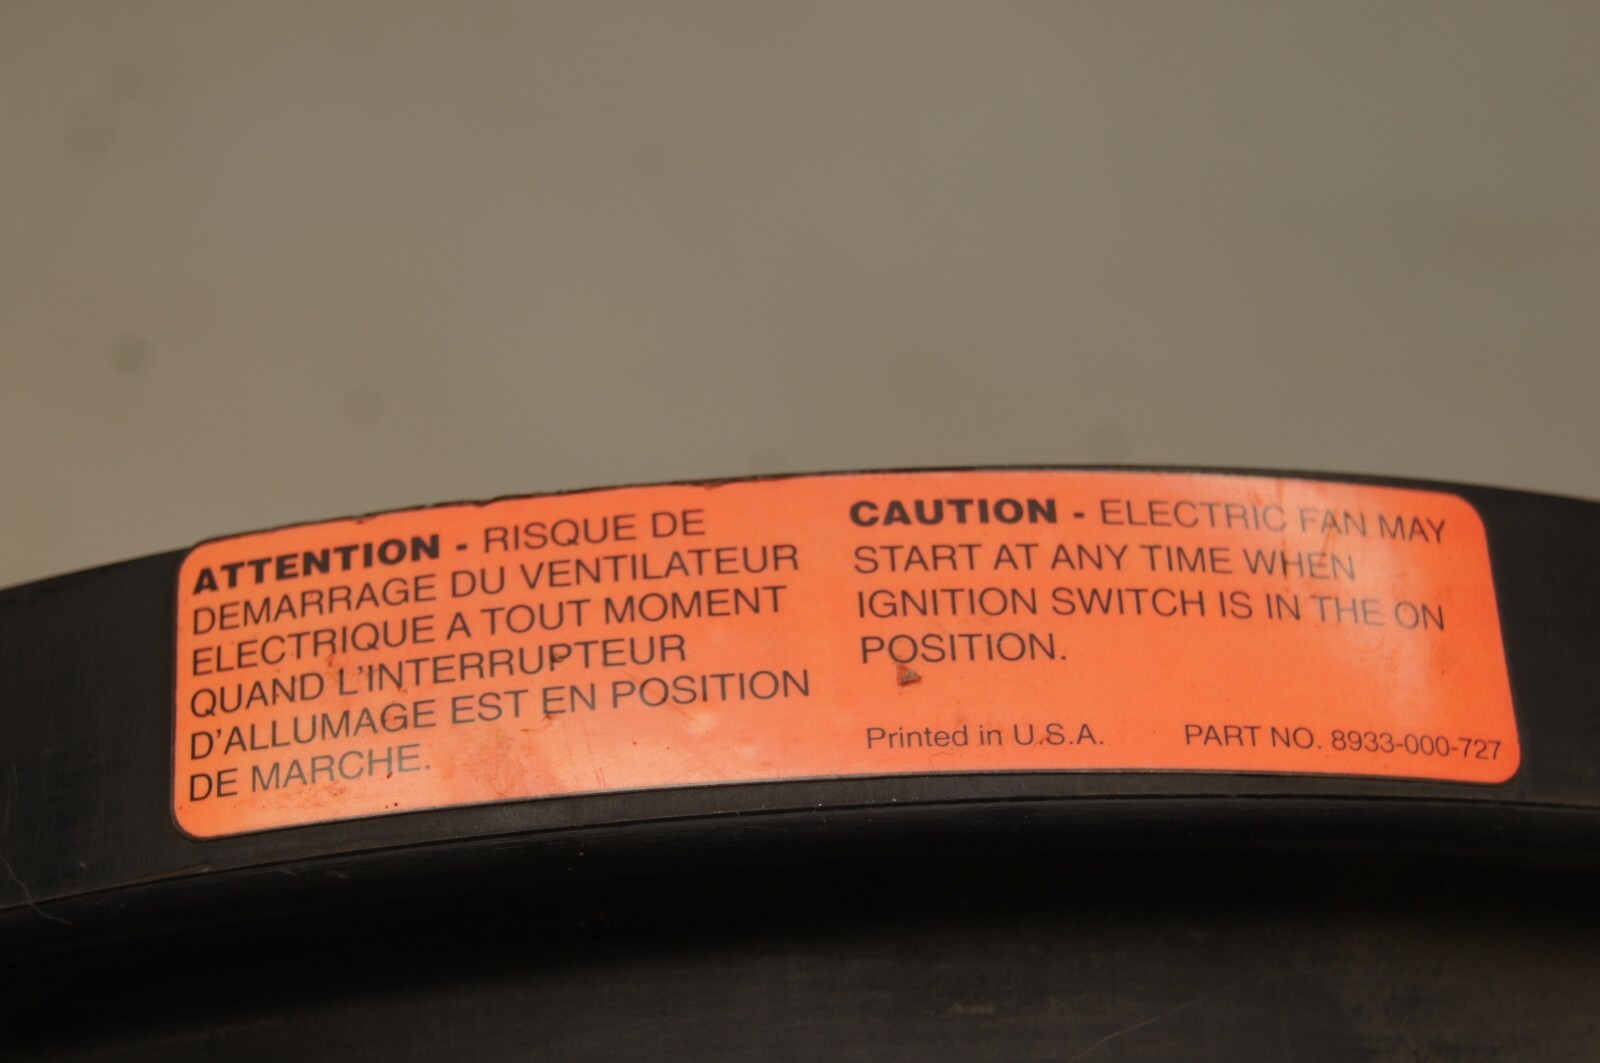 ATTENTION - RISQUE DE
DEMARRAGE DU VENTILATEUR
ELECTRIQUE A TOUT MOMENT
QUAND L'INTERRUPTEUR
D'ALLUMAGE EST EN POSITION
DE MARCHE.
CAUTION - ELECTRIC FAN MAY
START AT ANY TIME WHEN
IGNITION SWITCH IS IN THE ON
POSITION.
Printed in U.S.A. PART NO. 8933-000-727